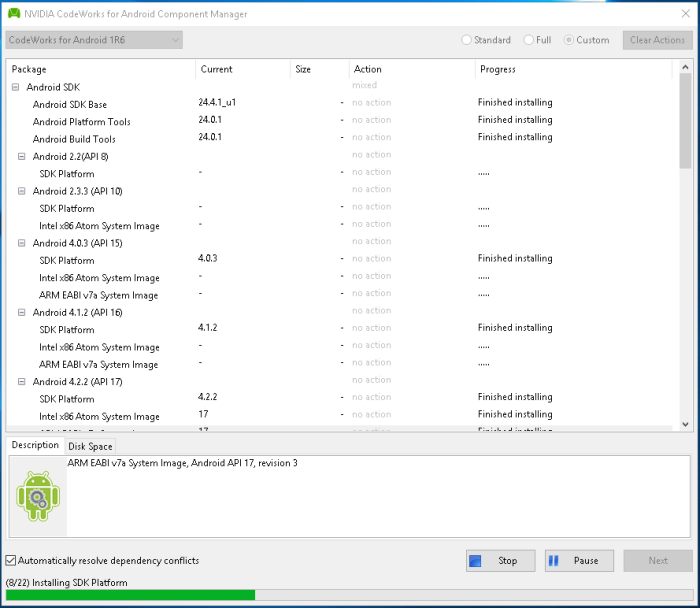 NVIDIA CodeWorks for Android Component Manager
CodeWorks for Android 1R6 Standard Full Custom Clear Actions
Package Current Size Action Progress
Android SDK mixed
Android SDK Base 24.4.1_u1 - no action Finished installing
Android Platform Tools 24.0.1 - no action Finished installing
Android Build Tools 24.0.1 - no action Finished installing
Android 2.2(API 8) no action
SDK Platform - - no action .....
Android 2.3.3 (API 10) no action
SDK Platform - - no action .....
Intel x86 Atom System Image - - no action .....
Android 4.0.3 (API 15) no action
SDK Platform 4.0.3 - no action Finished installing
Intel x86 Atom System Image - - no action .....
ARM EABI v7a System Image - - no action .....
Android 4.1.2 (API 16) no action
SDK Platform 4.1.2 - no action Finished installing
Intel x86 Atom System Image - - no action .....
ARM EABI v7a System Image - - no action .....
Android 4.2.2 (API 17) no action
SDK Platform 4.2.2 - no action Finished installing
Intel x86 Atom System Image 17 - no action Finished installing
Description Disk Space
ARM EABI v7a System Image, Android API 17, revision 3
Automatically resolve dependency conflicts Stop Pause Next
(8/22) Installing SDK Platform